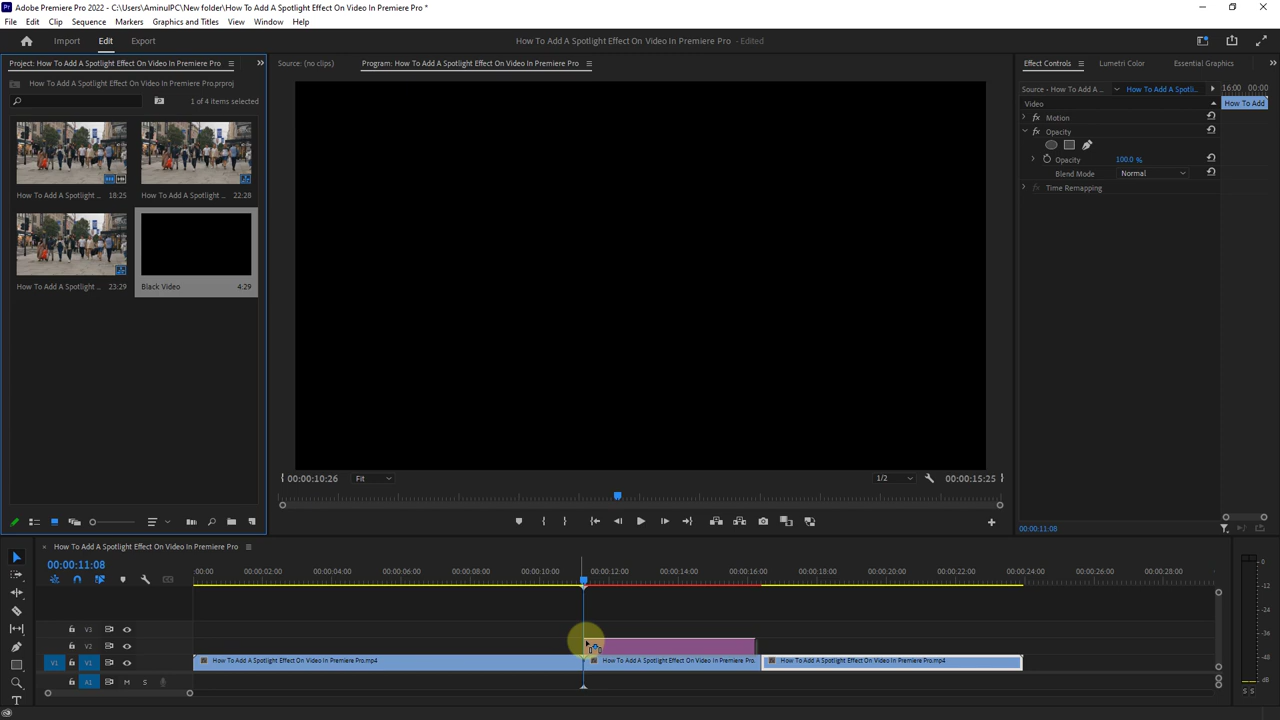 Adobe Premiere Pro 2022 - C:\Users\AminulPC\New folder\How To Add A Spotlight Effect On Video In Premiere Pro *
File Edit Clip Sequence Markers Graphics and Titles View Window Help
Import Edit Export
How To Add A Spotlight Effect On Video In Premiere Pro - Edited
Project: How To Add A Spotlight Effect On Video In Premiere Pro
Source: (no clips)
Program: How To Add A Spotlight Effect On Video In Premiere Pro
Effect Controls
Lumetri Color
Essential Graphics
How To Add A Spotlight Effect On Video In Premiere Pro.prproj
1 of 4 items selected
Source - How To Add A ...
How To Add A Spotli...
16:00 00:00
Video
How To Add
fx Motion
fx Opacity
Opacity 100.0 %
Blend Mode Normal
fx Time Remapping
How To Add A Spotlight ... 18:25
How To Add A Spotlight ... 22:28
How To Add A Spotlight ... 23:29
Black Video 4:29
00:00:10:26
Fit
1/2
00:00:15:25
00:00:11:08
How To Add A Spotlight Effect On Video In Premiere Pro
00:00:11:08
:00:00 00:00:02:00 00:00:04:00 00:00:06:00 00:00:08:00 00:00:10:00 00:00:12:00 00:00:14:00 00:00:16:00 00:00:18:00 00:00:20:00 00:00:22:00 00:00:24:00 00:00:26:00 00:00:28:00
V3
V2
V1 V1
How To Add A Spotlight Effect On Video In Premiere Pro.mp4
How To Add A Spotlight Effect On Video In Premiere Pro.
How To Add A Spotlight Effect On Video In Premiere Pro.mp4
A1 M S
0
-12
-24
-36
-48
dB
S S